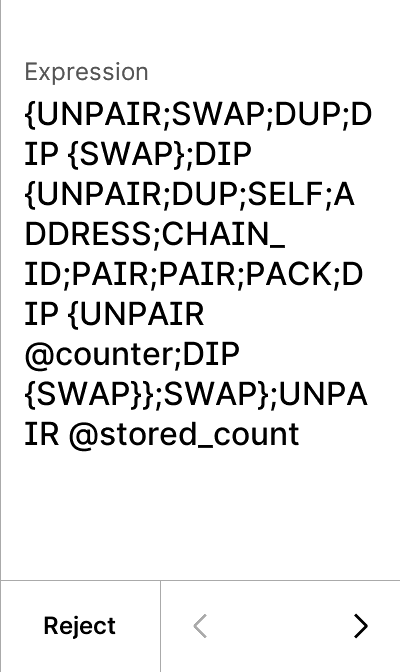 Expression
{UNPAIR;SWAP;DUP;D
IP {SWAP};DIP
{UNPAIR;DUP;SELF;A
DDRESS;CHAIN_
ID;PAIR;PAIR;PACK;D
IP {UNPAIR
@counter;DIP
{SWAP}};SWAP};UNPA
IR @stored_count
Reject